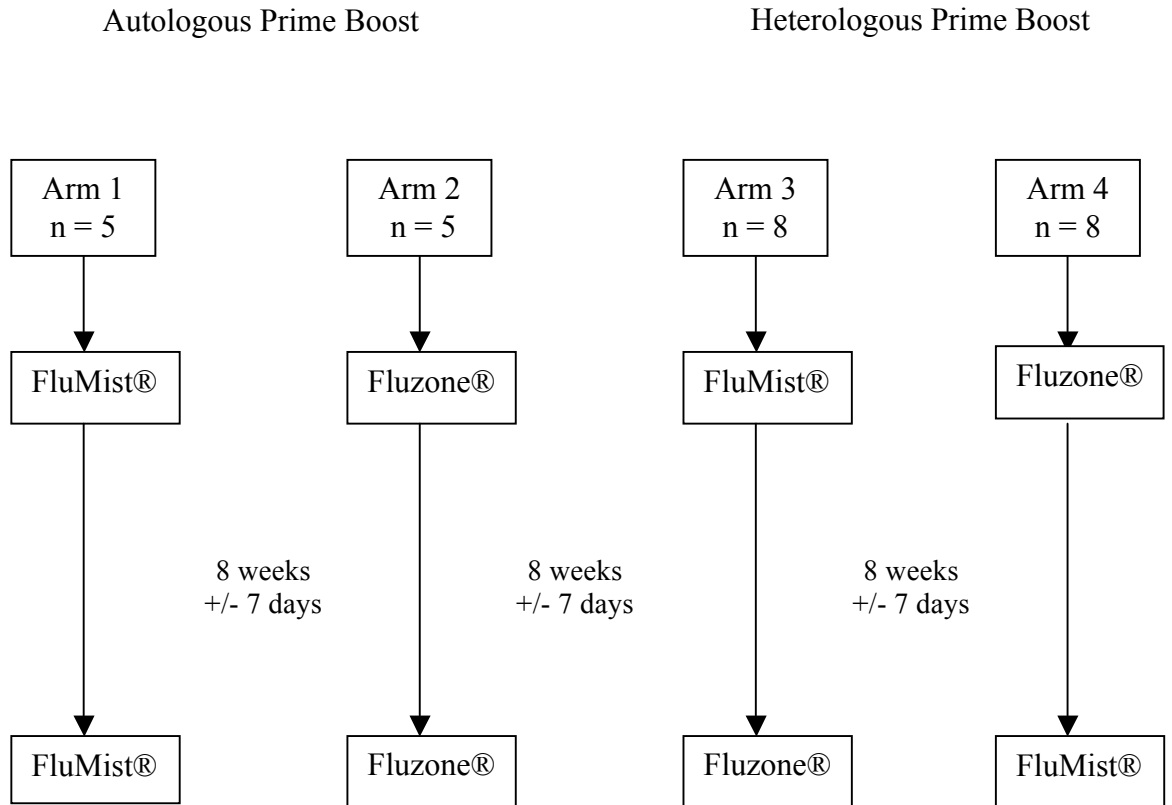 Autologous Prime Boost
Heterologous Prime Boost
Arm 1
n = 5
Arm 2
n = 5
Arm 3
n = 8
Arm 4
n = 8
FluMist®
Fluzone®
FluMist®
Fluzone®
8 weeks
+/- 7 days
8 weeks
+/- 7 days
8 weeks
+/- 7 days
FluMist®
Fluzone®
Fluzone®
FluMist®